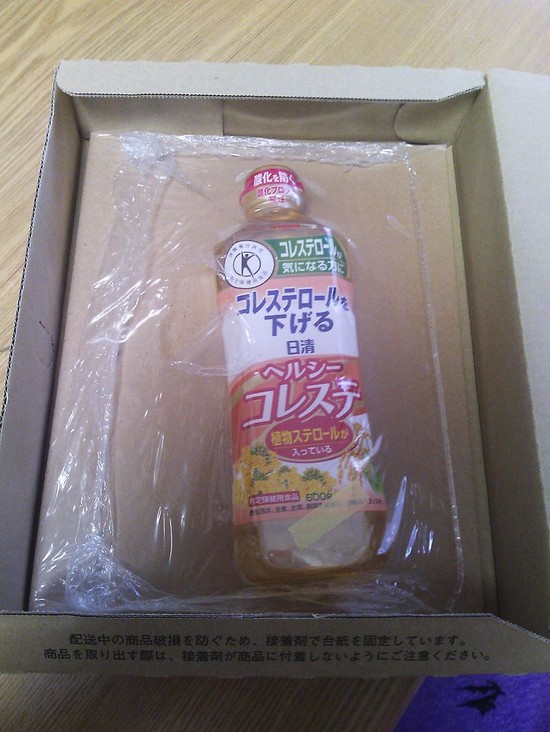 酸化を防ぐ
コレステロールが
気になる方に
コレステロールを
下げる
日清
ヘルシー
コレステ
植物ステロールが
入っている
特定保健用食品 600g
配送中の商品破損を防ぐため、接着剤で台紙を固定しています。
商品を取り出す際は、接着剤が商品に付着しないようにご注意ください。